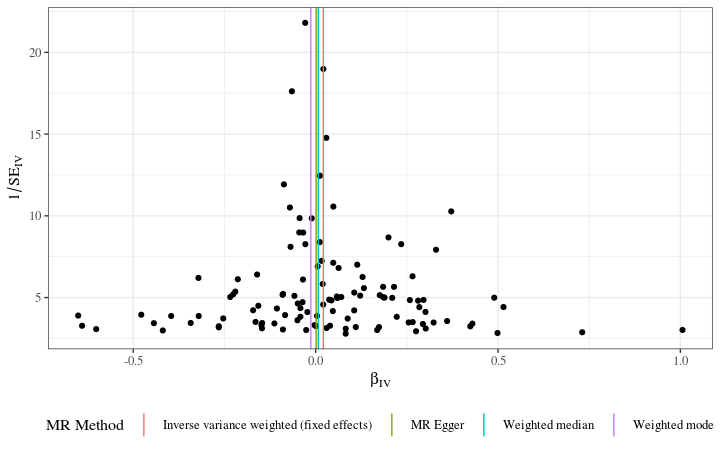 20
15
10
5
1/SE_IV
-0.5 0.0 0.5 1.0
β_IV
MR Method Inverse variance weighted (fixed effects) MR Egger Weighted median Weighted mode